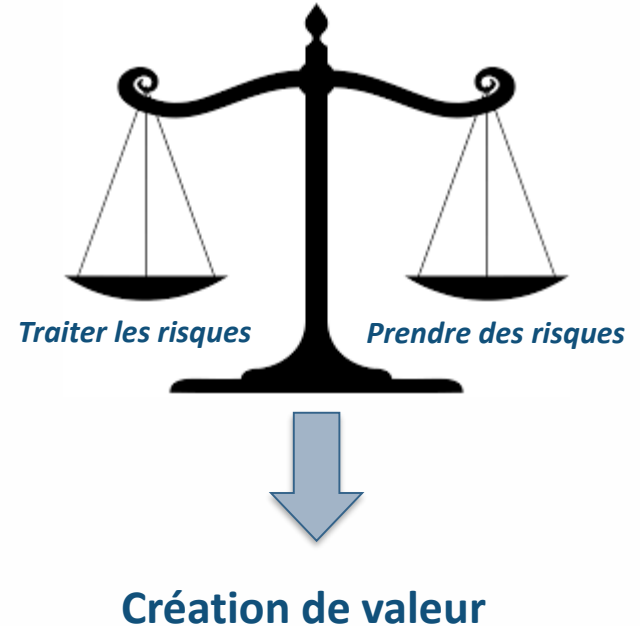 Traiter les risques
Prendre des risques
Création de valeur